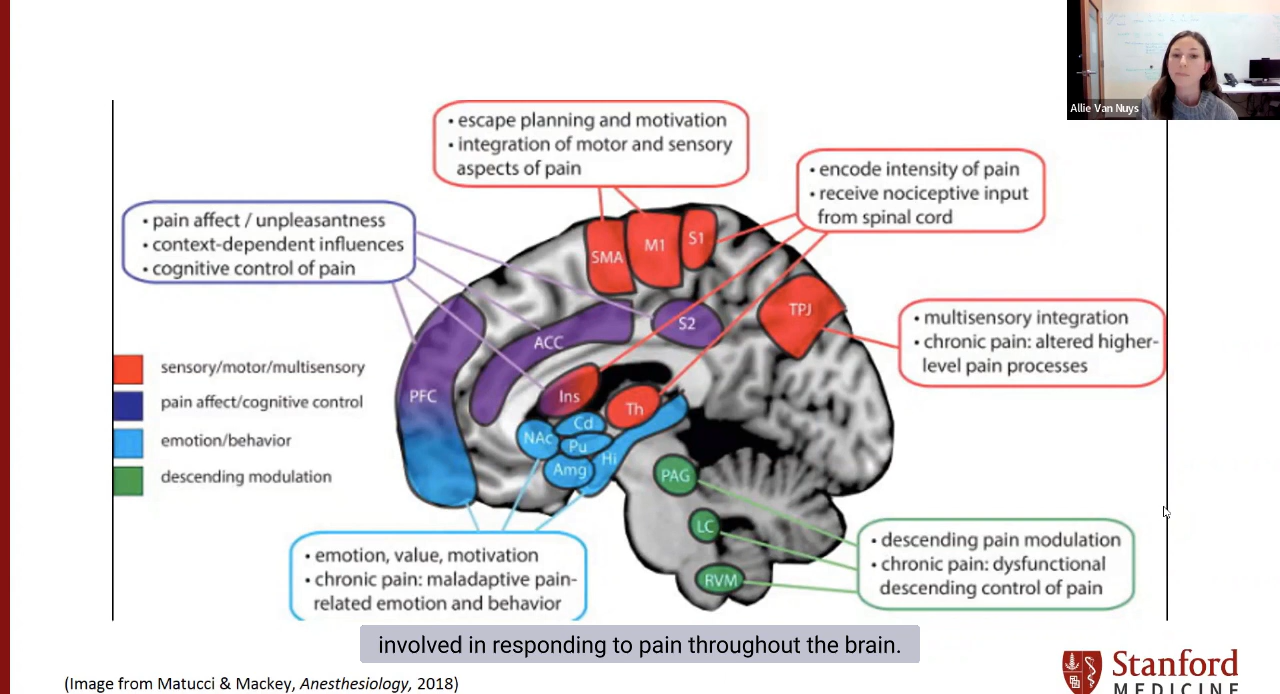 Allie Van Nuys
• escape planning and motivation
• integration of motor and sensory
aspects of pain
• encode intensity of pain
• receive nociceptive input
from spinal cord
• pain affect / unpleasantness
• context-dependent influences
• cognitive control of pain
SMA
M1
S1
TPJ
• multisensory integration
• chronic pain: altered higher-
level pain processes
S2
ACC
sensory/motor/multisensory
pain affect/cognitive control
emotion/behavior
descending modulation
PFC
Ins
Th
Cd
NAc
Pu
Hi
Amg
PAG
LC
RVM
• emotion, value, motivation
• chronic pain: maladaptive pain-
related emotion and behavior
• descending pain modulation
• chronic pain: dysfunctional
descending control of pain
involved in responding to pain throughout the brain.
(Image from Matucci & Mackey, Anesthesiology, 2018)
Stanford
MEDICINE